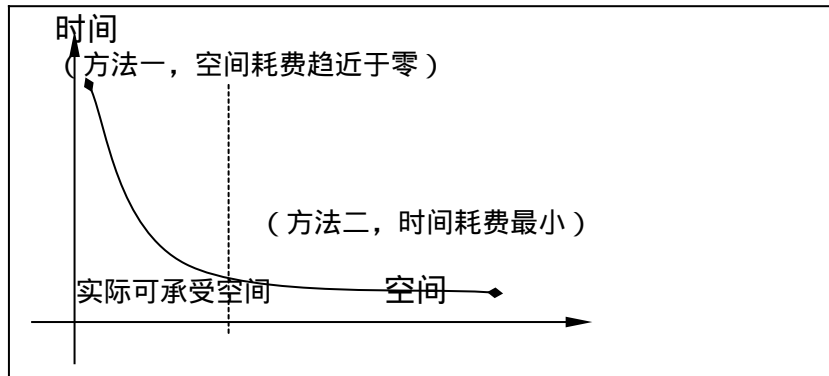 时间
（方法一，空间耗费趋近于零）
（方法二，时间耗费最小）
实际可承受空间
空间